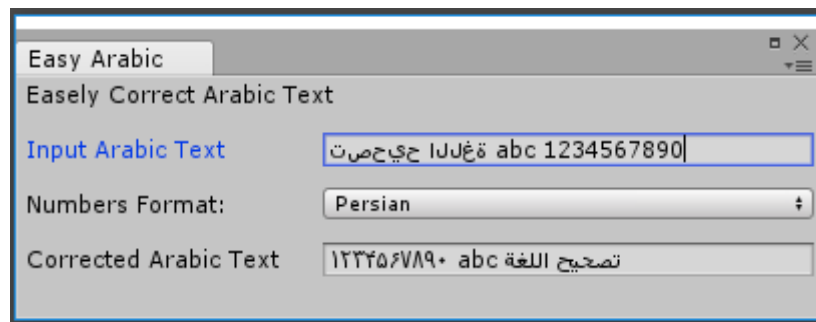 Easy Arabic
Easely Correct Arabic Text
Input Arabic Text
ةغللا حيحصت abc 1234567890
Numbers Format:
Persian
Corrected Arabic Text
تصحيح اللغة abc ۱۲۳۴۵۶۷۸۹۰